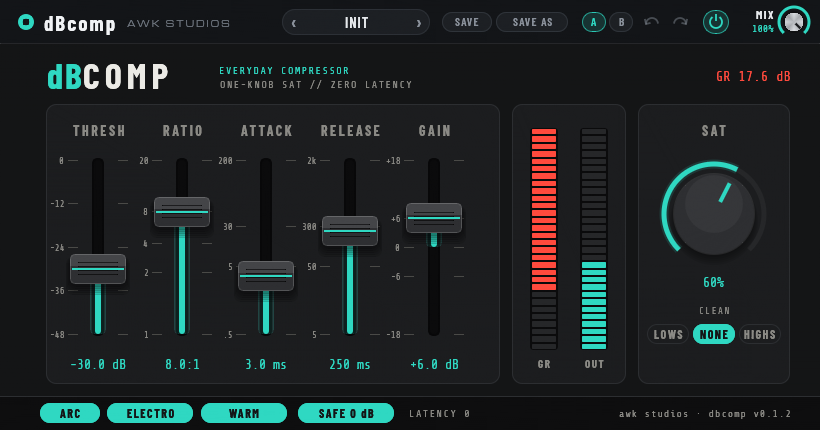 dBcomp AWK STUDIOS ‹ INIT › SAVE SAVE AS A B MIX 100%
dBCOMP
EVERYDAY COMPRESSOR
ONE-KNOB SAT // ZERO LATENCY
GR 17.6 dB
THRESH RATIO ATTACK RELEASE GAIN
0 20 200 2k +18
-12 8 30 300 +6
-24 4 5 50 0
-36 2 -6
-48 1 .5 5 -18
-30.0 dB 8.0:1 3.0 ms 250 ms +6.0 dB
GR OUT
SAT
60%
CLEAN
LOWS NONE HIGHS
ARC ELECTRO WARM SAFE 0 dB LATENCY 0 awk studios · dbcomp v0.1.2